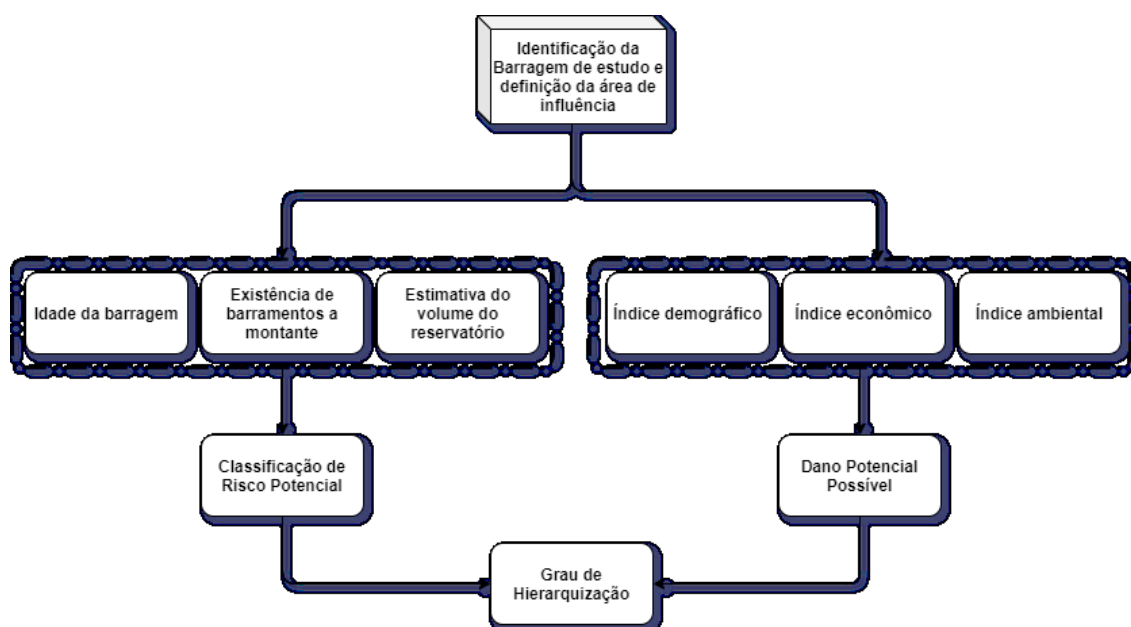 Identificação da
Barragem de estudo e
definição da área de
influência
Idade da barragem
Existência de
barramentos a
montante
Estimativa do
volume do
reservatório
Índice demográfico
Índice econômico
Índice ambiental
Classificação de
Risco Potencial
Dano Potencial
Possível
Grau de
Hierarquização